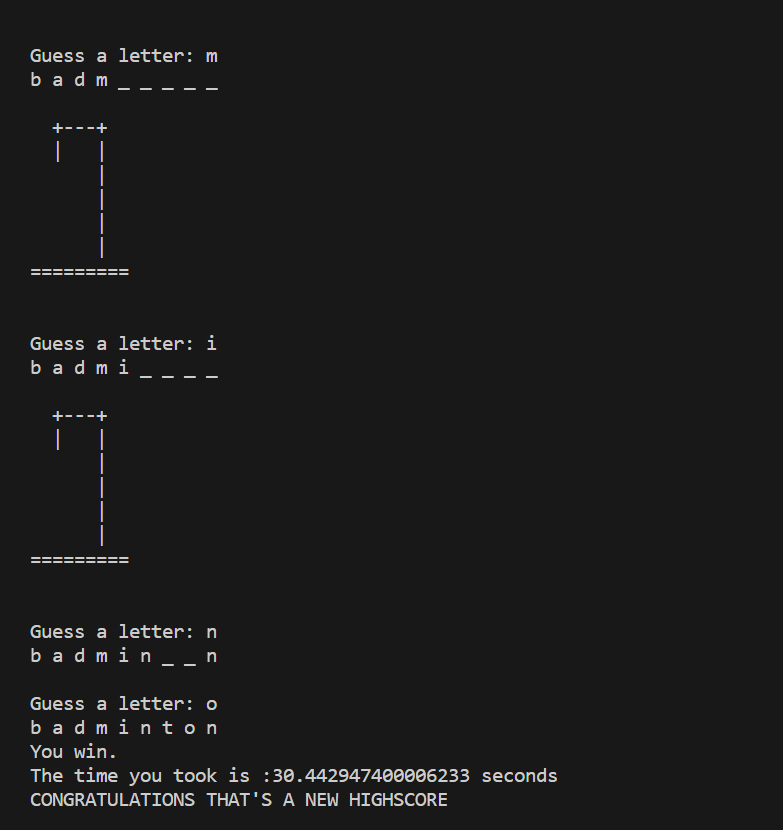 Guess a letter: m
b a d m _ _ _ _ _
  +---+
  |   |
      |
      |
      |
      |
=========
Guess a letter: i
b a d m i _ _ _ _
  +---+
  |   |
      |
      |
      |
      |
=========
Guess a letter: n
b a d m i n _ _ n
Guess a letter: o
b a d m i n t o n
You win.
The time you took is :30.442947400006233 seconds
CONGRATULATIONS THAT'S A NEW HIGHSCORE